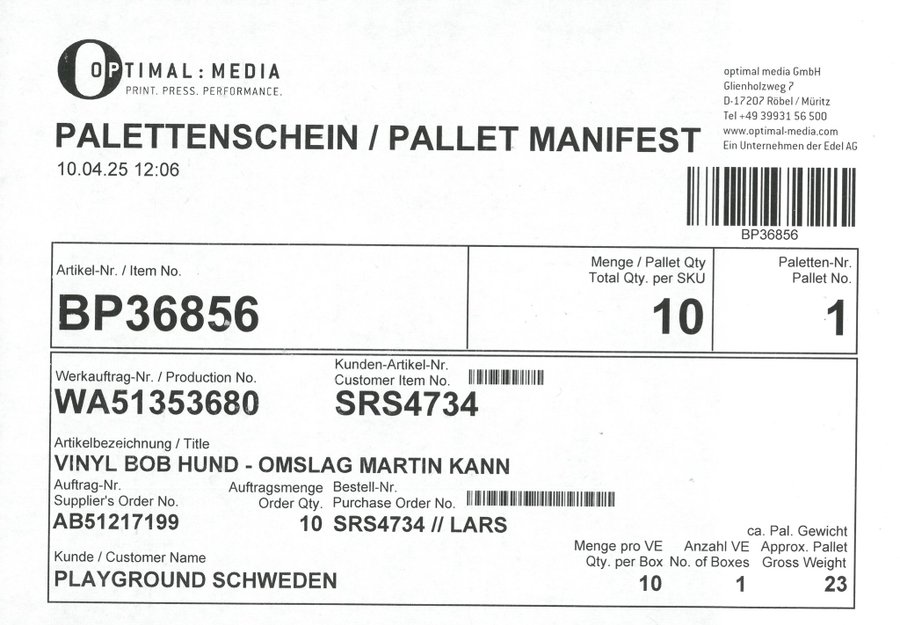 OPTIMAL : MEDIA
PRINT. PRESS. PERFORMANCE.
optimal media GmbH
Glienholzweg 7
D-17207 Röbel / Müritz
Tel +49 39931 56 500
www.optimal-media.com
Ein Unternehmen der Edel AG
PALETTENSCHEIN / PALLET MANIFEST
10.04.25 12:06
BP36856
Artikel-Nr. / Item No.
BP36856
Menge / Pallet Qty
Total Qty. per SKU
10
Paletten-Nr.
Pallet No.
1
Werkauftrag-Nr. / Production No.
WA51353680
Kunden-Artikel-Nr.
Customer Item No.
SRS4734
Artikelbezeichnung / Title
VINYL BOB HUND - OMSLAG MARTIN KANN
Auftrag-Nr.
Supplier's Order No.
AB51217199
Auftragsmenge
Order Qty.
10
Bestell-Nr.
Purchase Order No.
SRS4734 // LARS
Kunde / Customer Name
PLAYGROUND SCHWEDEN
Menge pro VE
Qty. per Box
10
Anzahl VE
No. of Boxes
1
ca. Pal. Gewicht
Approx. Pallet
Gross Weight
23